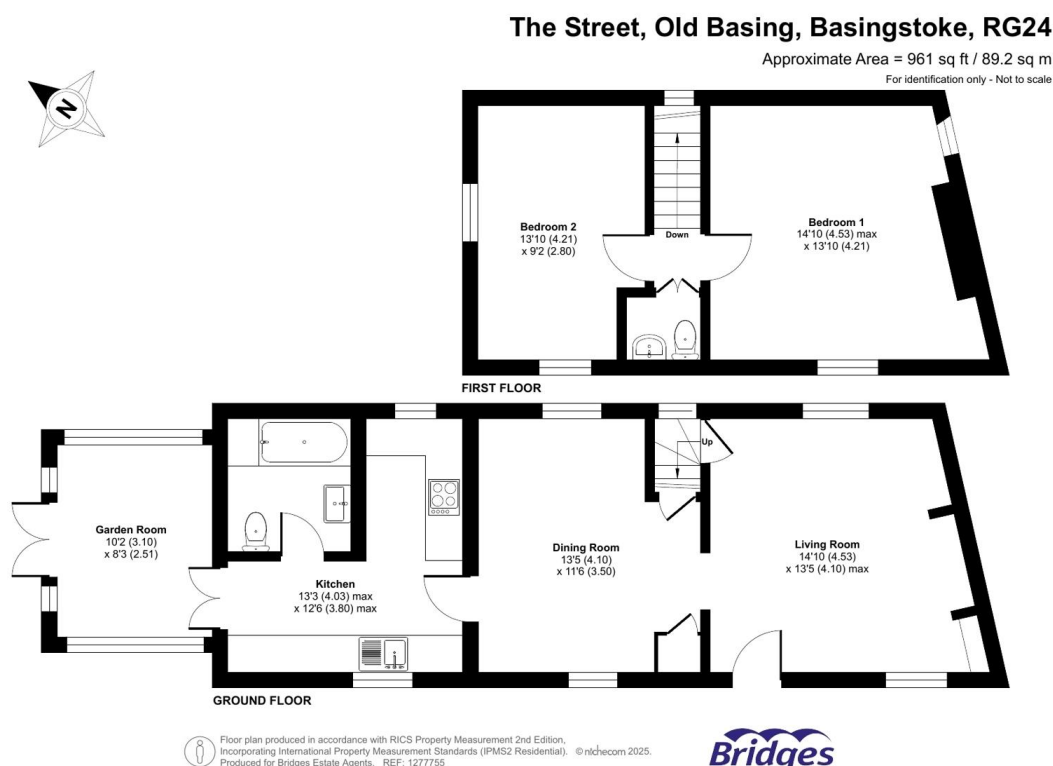 The Street, Old Basing, Basingstoke, RG24
Approximate Area = 961 sq ft / 89.2 sq m
For identification only - Not to scale
N
Bedroom 2
13'10 (4.21)
x 9'2 (2.80)
Down
Bedroom 1
14'10 (4.53) max
x 13'10 (4.21)
FIRST FLOOR
Up
Garden Room
10'2 (3.10)
x 8'3 (2.51)
Kitchen
13'3 (4.03) max
x 12'6 (3.80) max
Dining Room
13'5 (4.10)
x 11'6 (3.50)
Living Room
14'10 (4.53)
x 13'5 (4.10) max
GROUND FLOOR
Floor plan produced in accordance with RICS Property Measurement 2nd Edition,
Incorporating International Property Measurement Standards (IPMS2 Residential). © nichecom 2025.
Produced for Bridges Estate Agents. REF: 1277755
Bridges